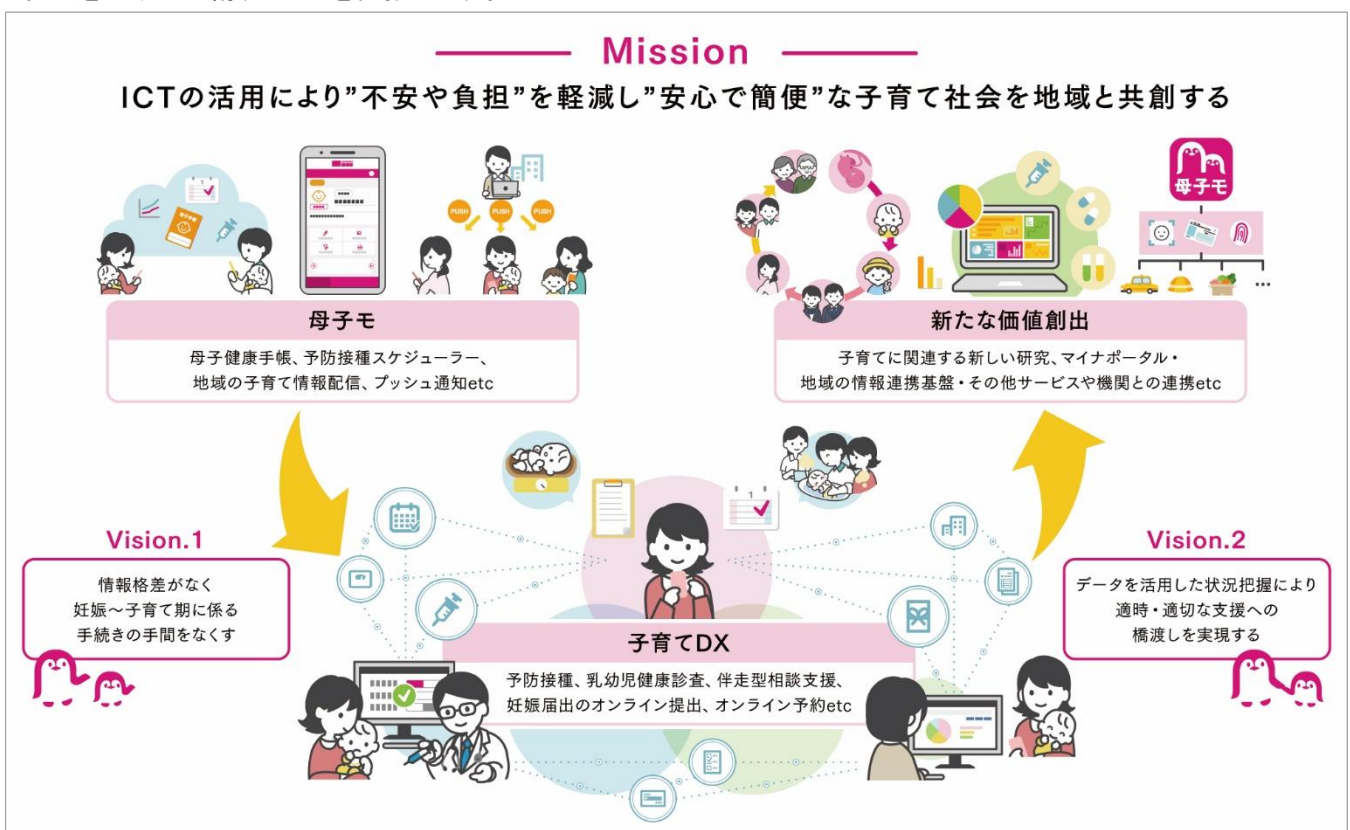 Mission
ICTの活用により”不安や負担”を軽減し”安心で簡便”な子育て社会を地域と共創する
母子手帳
PUSH
PUSH
PUSH
母子モ
母子健康手帳、予防接種スケジューラー、
地域の子育て情報配信、プッシュ通知etc
母子モ
…
新たな価値創出
子育てに関連する新しい研究、マイナポータル・
地域の情報連携基盤・その他サービスや機関との連携etc
Vision.1
情報格差がなく
妊娠～子育て期に係る
手続きの手間をなくす
1
子育てDX
予防接種、乳幼児健康診査、伴走型相談支援、
妊娠届出のオンライン提出、オンライン予約etc
Vision.2
データを活用した状況把握により
適時・適切な支援への
橋渡しを実現する